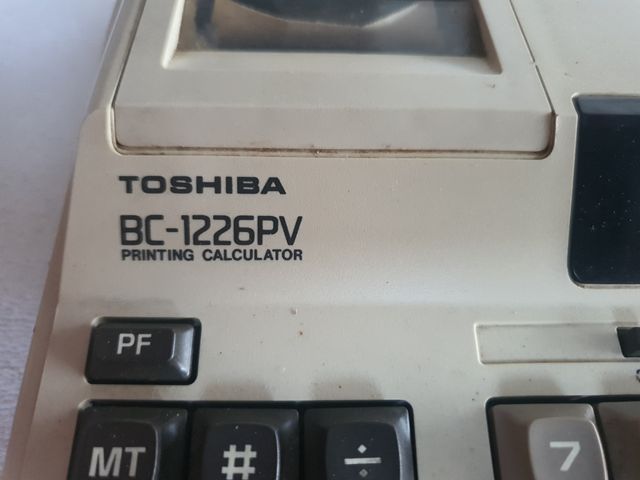 TOSHIBA
BC-1226PV
PRINTING CALCULATOR
PF
MT # ÷ 7